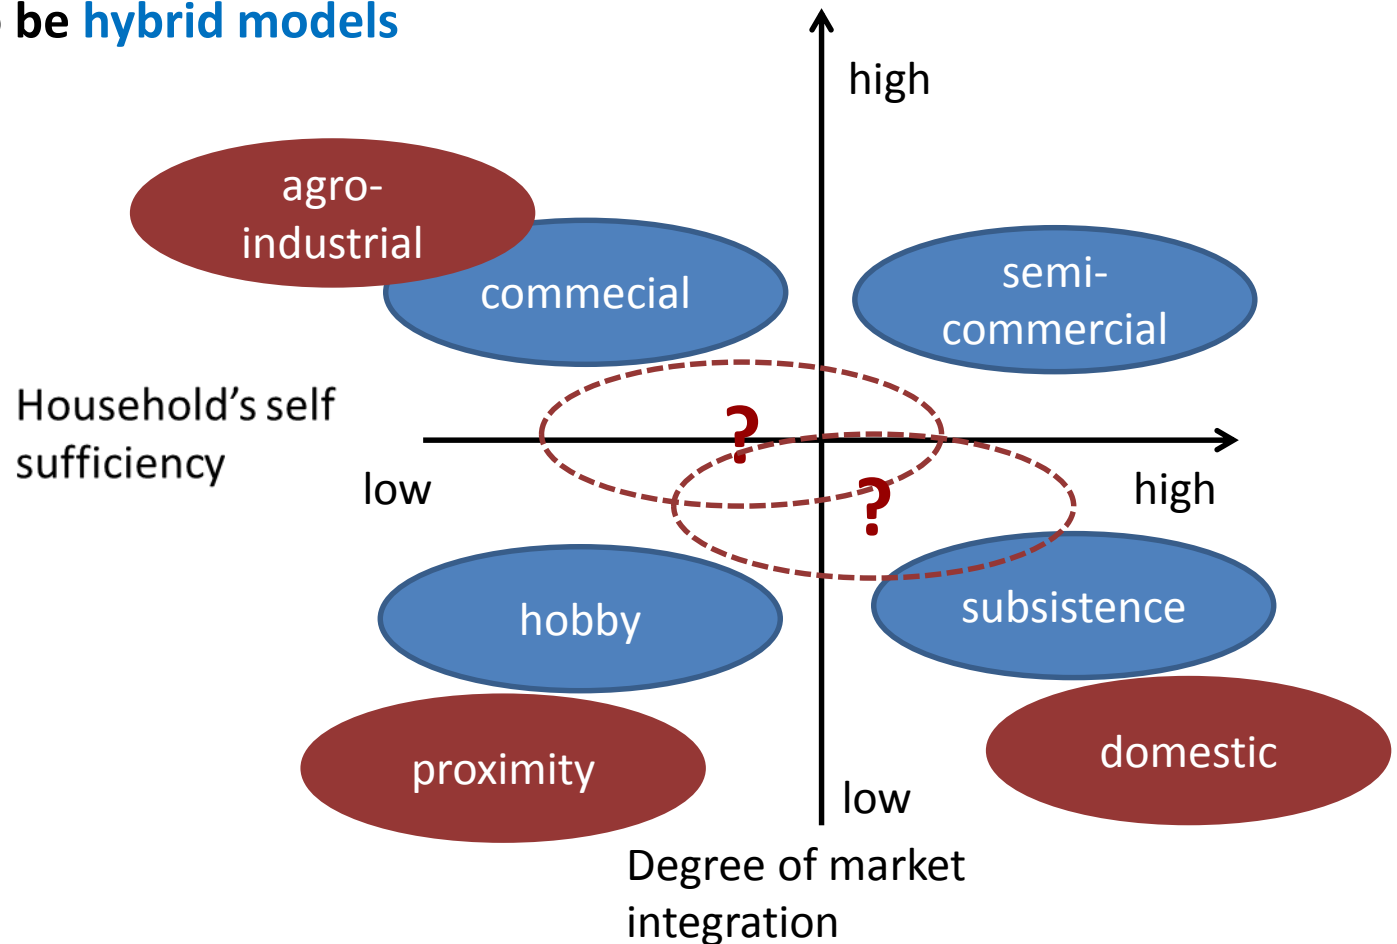 be hybrid models
high
agro-
industrial
commecial
semi-
commercial
Household's self
sufficiency
?
low
high
?
hobby
subsistence
proximity
domestic
low
Degree of market
integration